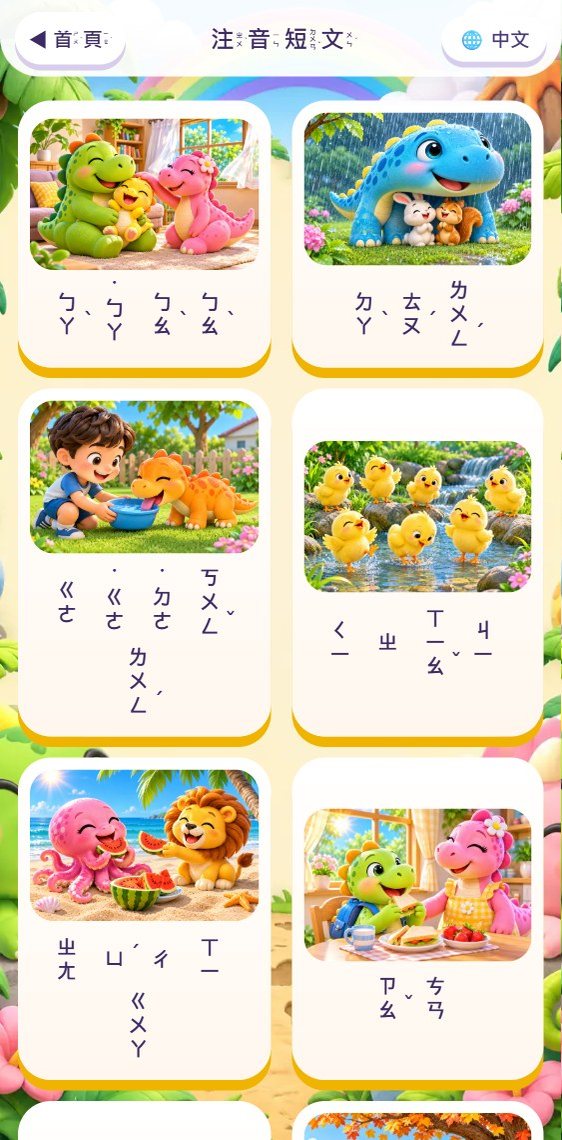 ◀ 首頁
注音短文
中文
ㄅㄚˋ ˙ㄅㄚ ㄅㄠˋ ㄅㄠˋ
ㄉㄚˋ ㄊㄡˊ ㄌㄨㄥˊ
ㄍㄜ ˙ㄍㄜ ˙ㄉㄜ ㄎㄨㄥˇ
ㄌㄨㄥˊ
ㄑㄧ ㄓ ㄒㄧㄠˇ ㄐㄧ
ㄓㄤ ㄩˊ ㄔ ㄒㄧ
ㄍㄨㄚ
ㄗㄠˇ ㄘㄢ